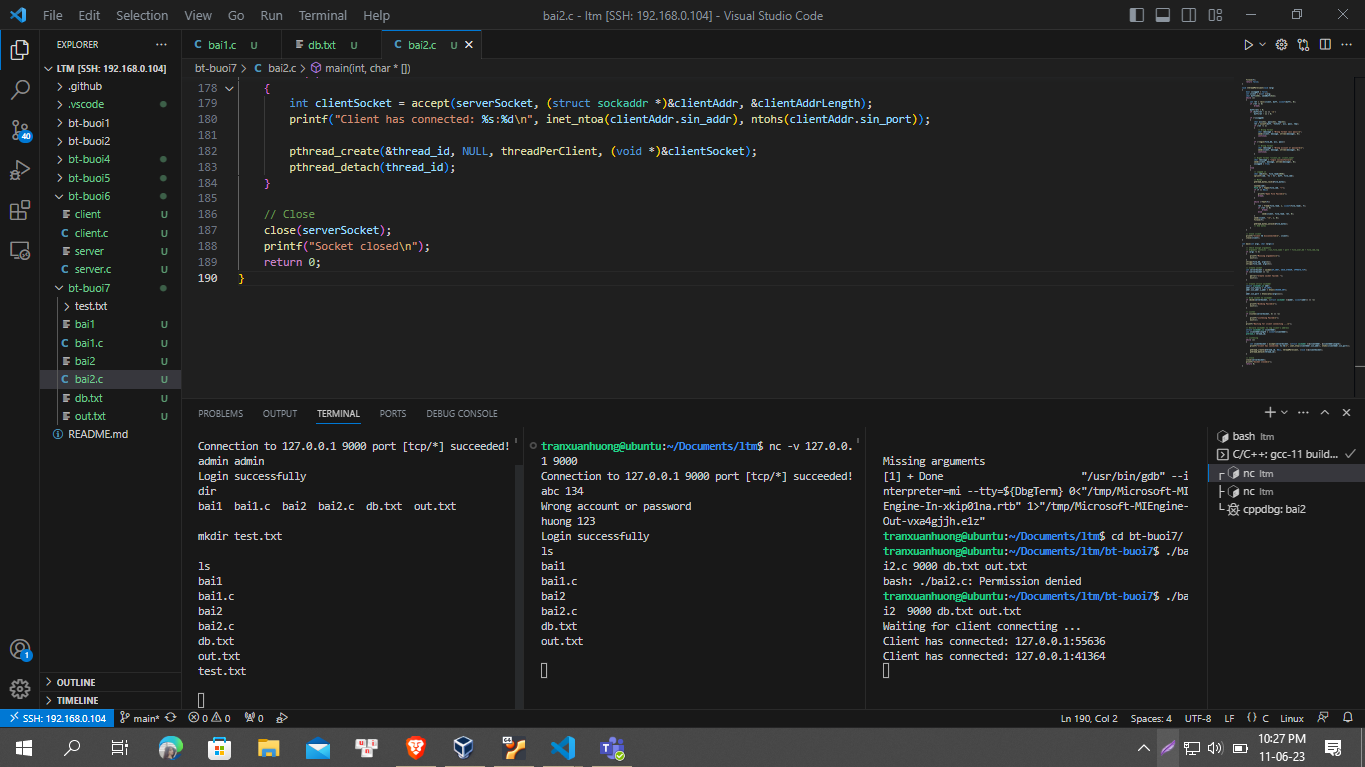 File Edit Selection View Go Run Terminal Help
bai2.c - ltm [SSH: 192.168.0.104] - Visual Studio Code
EXPLORER
LTM [SSH: 192.168.0.104]
.github
.vscode
bt-buoi1
bt-buoi2
bt-buoi4
bt-buoi5
bt-buoi6
client U
C client.c U
server U
C server.c U
bt-buoi7
test.txt
bai1 U
C bai1.c U
bai2 U
C bai2.c U
db.txt U
out.txt U
README.md
OUTLINE
TIMELINE
40
1
C bai1.c U
db.txt U
C bai2.c U
bt-buoi7 > C bai2.c > main(int, char * [])
178 {
179 int clientSocket = accept(serverSocket, (struct sockaddr *)&clientAddr, &clientAddrLength);
180 printf("Client has connected: %s:%d\n", inet_ntoa(clientAddr.sin_addr), ntohs(clientAddr.sin_port));
181
182 pthread_create(&thread_id, NULL, threadPerClient, (void *)&clientSocket);
183 pthread_detach(thread_id);
184 }
185
186 // Close
187 close(serverSocket);
188 printf("Socket closed\n");
189 return 0;
190 }
PROBLEMS OUTPUT TERMINAL PORTS DEBUG CONSOLE
Connection to 127.0.0.1 9000 port [tcp/*] succeeded!
admin admin
Login successfully
dir
bai1 bai1.c bai2 bai2.c db.txt out.txt
mkdir test.txt
ls
bai1
bai1.c
bai2
bai2.c
db.txt
out.txt
test.txt
tranxuanhuong@ubuntu:~/Documents/ltm$ nc -v 127.0.0.
1 9000
Connection to 127.0.0.1 9000 port [tcp/*] succeeded!
abc 134
Wrong account or password
huong 123
Login successfully
ls
bai1
bai1.c
bai2
bai2.c
db.txt
out.txt
Missing arguments
[1] + Done "/usr/bin/gdb" --i
nterpreter=mi --tty=${DbgTerm} 0<"/tmp/Microsoft-MI
Engine-In-xkip01na.rtb" 1>"/tmp/Microsoft-MIEngine-
Out-vxa4gjjh.e1z"
tranxuanhuong@ubuntu:~/Documents/ltm$ cd bt-buoi7/
tranxuanhuong@ubuntu:~/Documents/ltm/bt-buoi7$ ./ba
i2.c 9000 db.txt out.txt
bash: ./bai2.c: Permission denied
tranxuanhuong@ubuntu:~/Documents/ltm/bt-buoi7$ ./ba
i2 9000 db.txt out.txt
Waiting for client connecting ...
Client has connected: 127.0.0.1:55636
Client has connected: 127.0.0.1:41364
bash ltm
C/C++: gcc-11 build...
nc ltm
nc ltm
cppdbg: bai2
SSH: 192.168.0.104 main* 0 0 0
Ln 190, Col 2 Spaces: 4 UTF-8 LF {} C Linux
10:27 PM
11-06-23